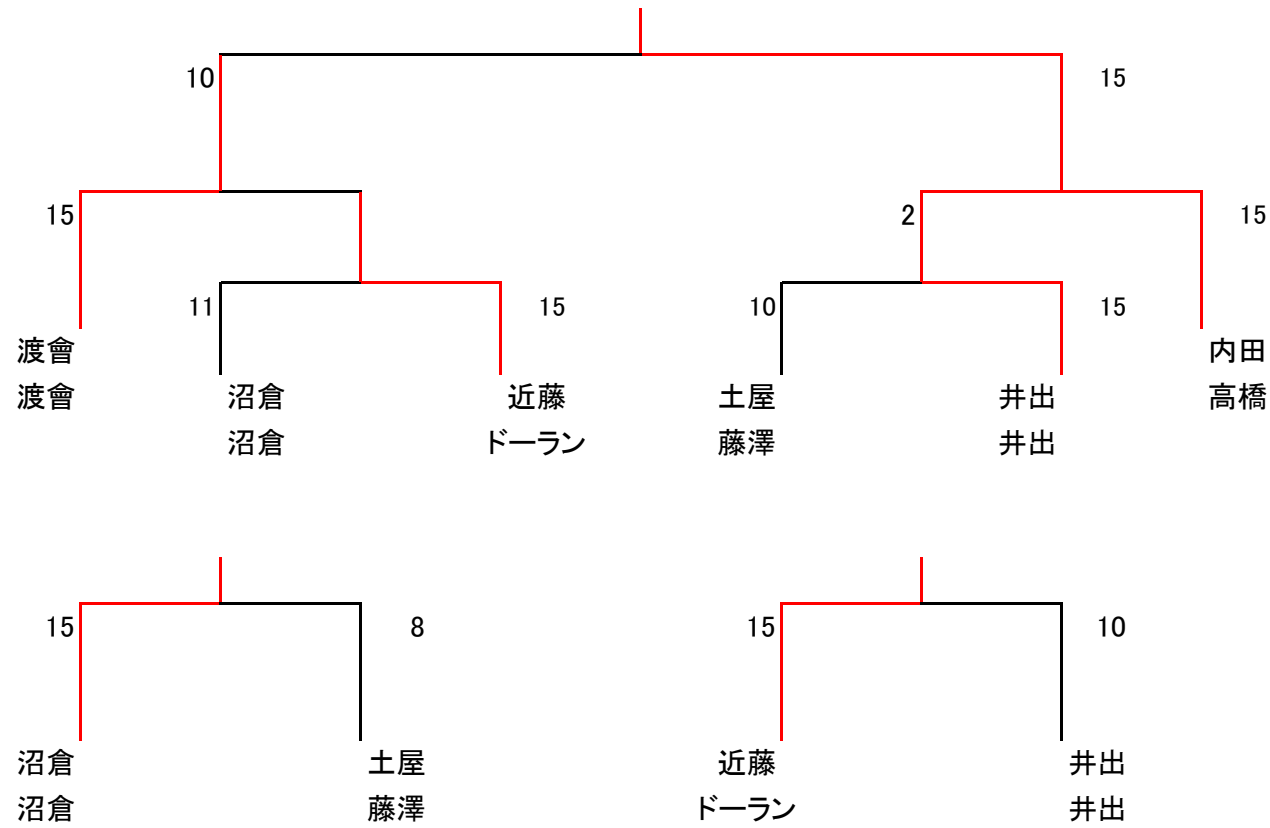 10 15
15 2 15
11 15 10 15
渡會 内田
渡會 沼倉 近藤 土屋 井出 高橋
沼倉 ドーラン 藤澤 井出
15 8 15 10
沼倉 土屋 近藤 井出
沼倉 藤澤 ドーラン 井出